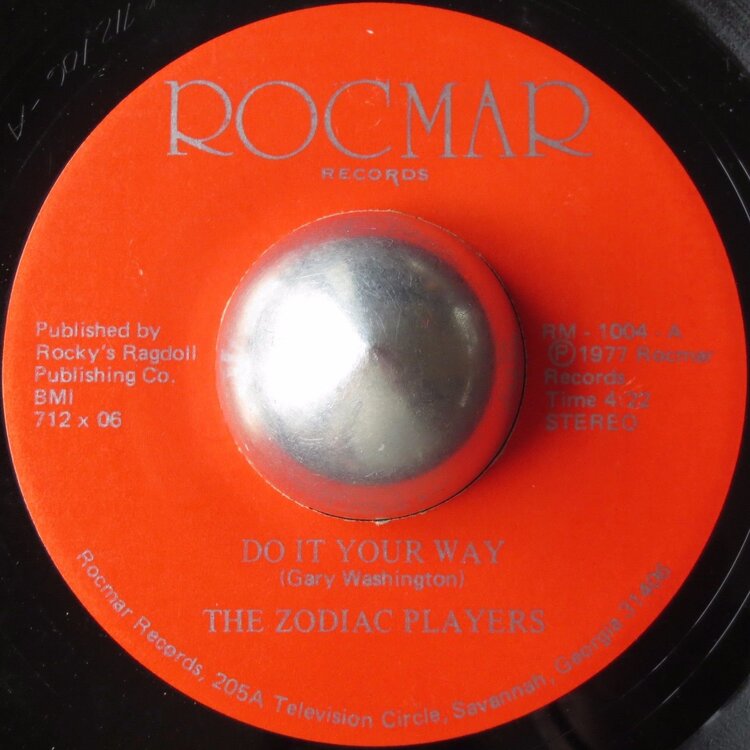 ROCMAR
RECORDS
Published by
Rocky's Ragdoll
Publishing Co.
BMI
712 x 06
RM - 1004 - A
Ⓟ 1977 Rocmar
Records
Time 4:22
STEREO
DO IT YOUR WAY
(Gary Washington)
THE ZODIAC PLAYERS
Rocmar Records, 205A Television Circle, Savannah, Georgia 31406
712106 - A